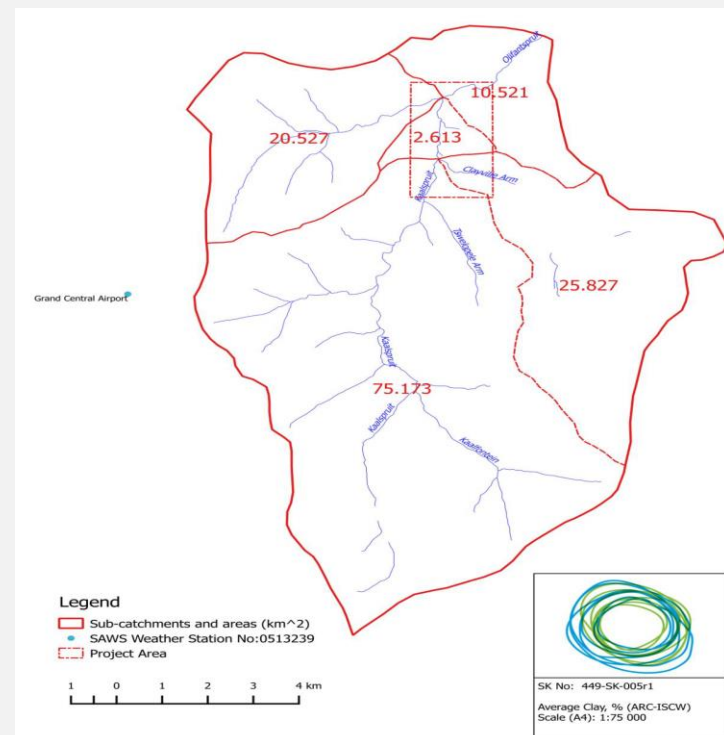 Olifantspruit
10.521
20.527
2.613
Clayville Arm
Kaalspruit
Tswelopele Arm
25.827
Grand Central Airport
Kaalspruit
75.173
Kaalspruit
Kaalfontein
Legend
Sub-catchments and areas (km^2)
SAWS Weather Station No:0513239
Project Area
1 0 1 2 3 4 km
SK No: 449-SK-005r1
Average Clay, % (ARC-ISCW)
Scale (A4): 1:75 000